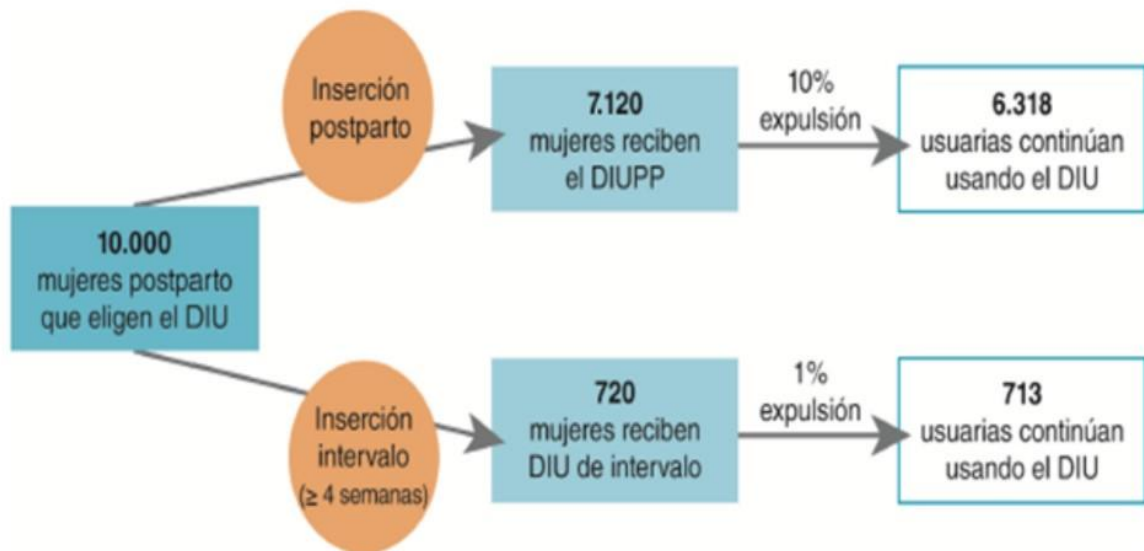 10.000
mujeres postparto
que eligen el DIU
Inserción
postparto
7.120
mujeres reciben
el DIUPP
10%
expulsión
6.318
usuarias continúan
usando el DIU
Inserción
intervalo
(≥ 4 semanas)
720
mujeres reciben
DIU de intervalo
1%
expulsión
713
usuarias continúan
usando el DIU